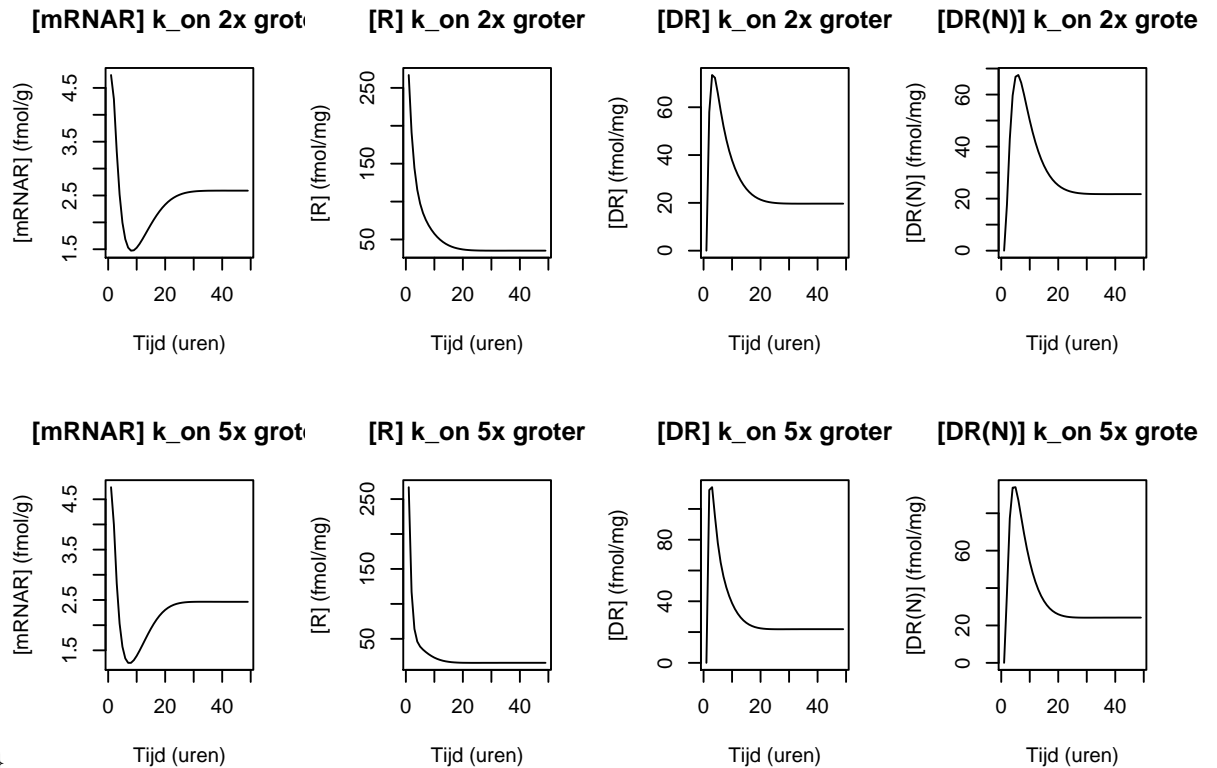 [mRNAR] k_on 2x grot
[R] k_on 2x groter
[DR] k_on 2x groter
[DR(N)] k_on 2x grote
[mRNAR] (fmol/g)
1.5 2.5 3.5 4.5
0 20 40
Tijd (uren)
[R] (fmol/mg)
50 150 250
0 20 40
Tijd (uren)
[DR] (fmol/mg)
0 20 40 60
0 20 40
Tijd (uren)
[DR(N)] (fmol/mg)
0 20 40 60
0 20 40
Tijd (uren)
[mRNAR] k_on 5x grot
[R] k_on 5x groter
[DR] k_on 5x groter
[DR(N)] k_on 5x grote
[mRNAR] (fmol/g)
1.5 2.5 3.5 4.5
0 20 40
Tijd (uren)
[R] (fmol/mg)
50 150 250
0 20 40
Tijd (uren)
[DR] (fmol/mg)
0 40 80
0 20 40
Tijd (uren)
[DR(N)] (fmol/mg)
0 20 60
0 20 40
Tijd (uren)